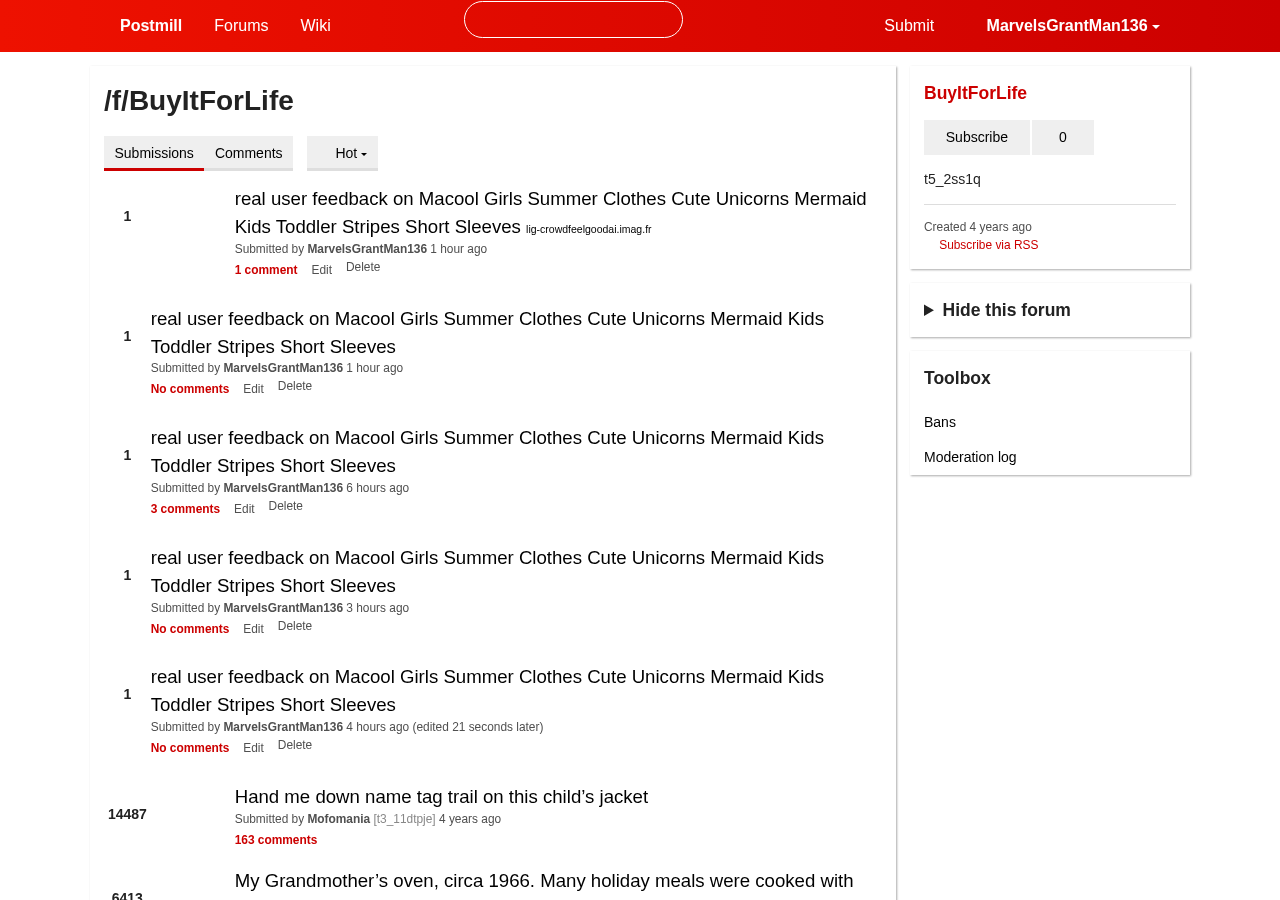 Postmill Forums Wiki Submit MarvelsGrantMan136
/f/BuyItForLife
Submissions Comments Hot
1
real user feedback on Macool Girls Summer Clothes Cute Unicorns Mermaid
Kids Toddler Stripes Short Sleeves lig-crowdfeelgoodai.imag.fr
Submitted by MarvelsGrantMan136 1 hour ago
1 comment Edit Delete
1
real user feedback on Macool Girls Summer Clothes Cute Unicorns Mermaid Kids
Toddler Stripes Short Sleeves
Submitted by MarvelsGrantMan136 1 hour ago
No comments Edit Delete
1
real user feedback on Macool Girls Summer Clothes Cute Unicorns Mermaid Kids
Toddler Stripes Short Sleeves
Submitted by MarvelsGrantMan136 6 hours ago
3 comments Edit Delete
1
real user feedback on Macool Girls Summer Clothes Cute Unicorns Mermaid Kids
Toddler Stripes Short Sleeves
Submitted by MarvelsGrantMan136 3 hours ago
No comments Edit Delete
1
real user feedback on Macool Girls Summer Clothes Cute Unicorns Mermaid Kids
Toddler Stripes Short Sleeves
Submitted by MarvelsGrantMan136 4 hours ago (edited 21 seconds later)
No comments Edit Delete
14487
Hand me down name tag trail on this child’s jacket
Submitted by Mofomania [t3_11dtpje] 4 years ago
163 comments
6413
My Grandmother’s oven, circa 1966. Many holiday meals were cooked with
BuyItForLife
Subscribe 0
t5_2ss1q
Created 4 years ago
Subscribe via RSS
Hide this forum
Toolbox
Bans
Moderation log